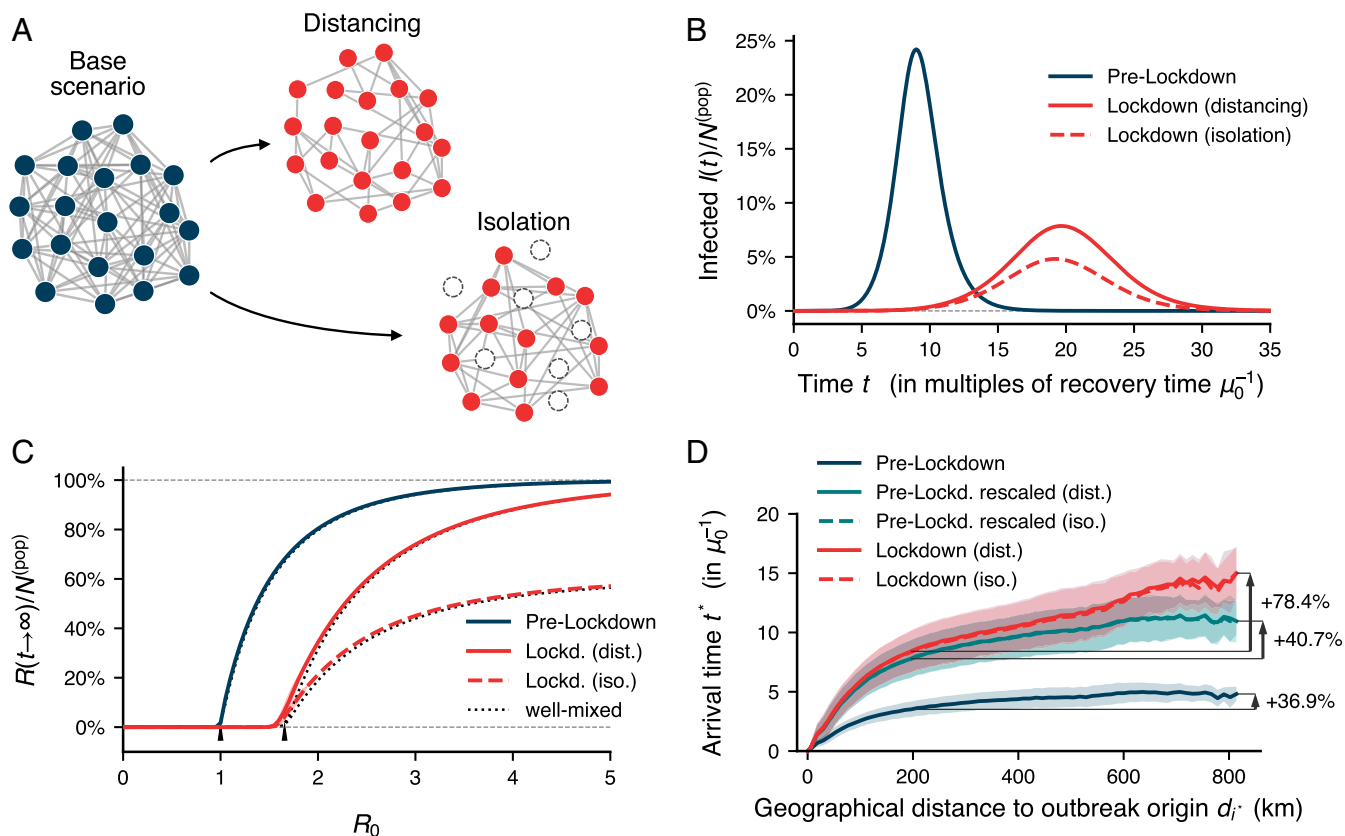 A
Base
scenario
Distancing
Isolation
B
25%
20%
15%
10%
5%
0%
0 5 10 15 20 25 30 35
Infected I(t)/N(pop)
Time t (in multiples of recovery time μ₀⁻¹)
Pre-Lockdown
Lockdown (distancing)
Lockdown (isolation)
C
100%
80%
60%
40%
20%
0%
0 1 2 3 4 5
R(t→∞)/N(pop)
R₀
Pre-Lockdown
Lockd. (dist.)
Lockd. (iso.)
well-mixed
D
Pre-Lockdown
Pre-Lockd. rescaled (dist.)
Pre-Lockd. rescaled (iso.)
Lockdown (dist.)
Lockdown (iso.)
20
15
10
5
0
0 200 400 600 800
Arrival time t* (in μ₀⁻¹)
Geographical distance to outbreak origin dᵢ* (km)
+78.4%
+40.7%
+36.9%